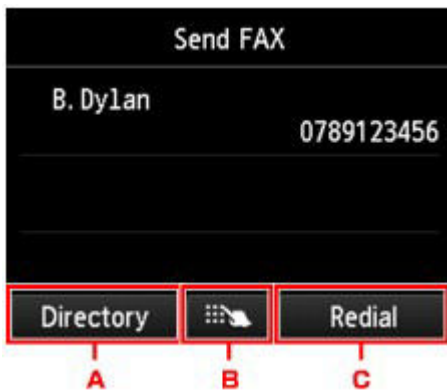 Send FAX
B. Dylan
0789123456
Directory
Redial
A
B
C